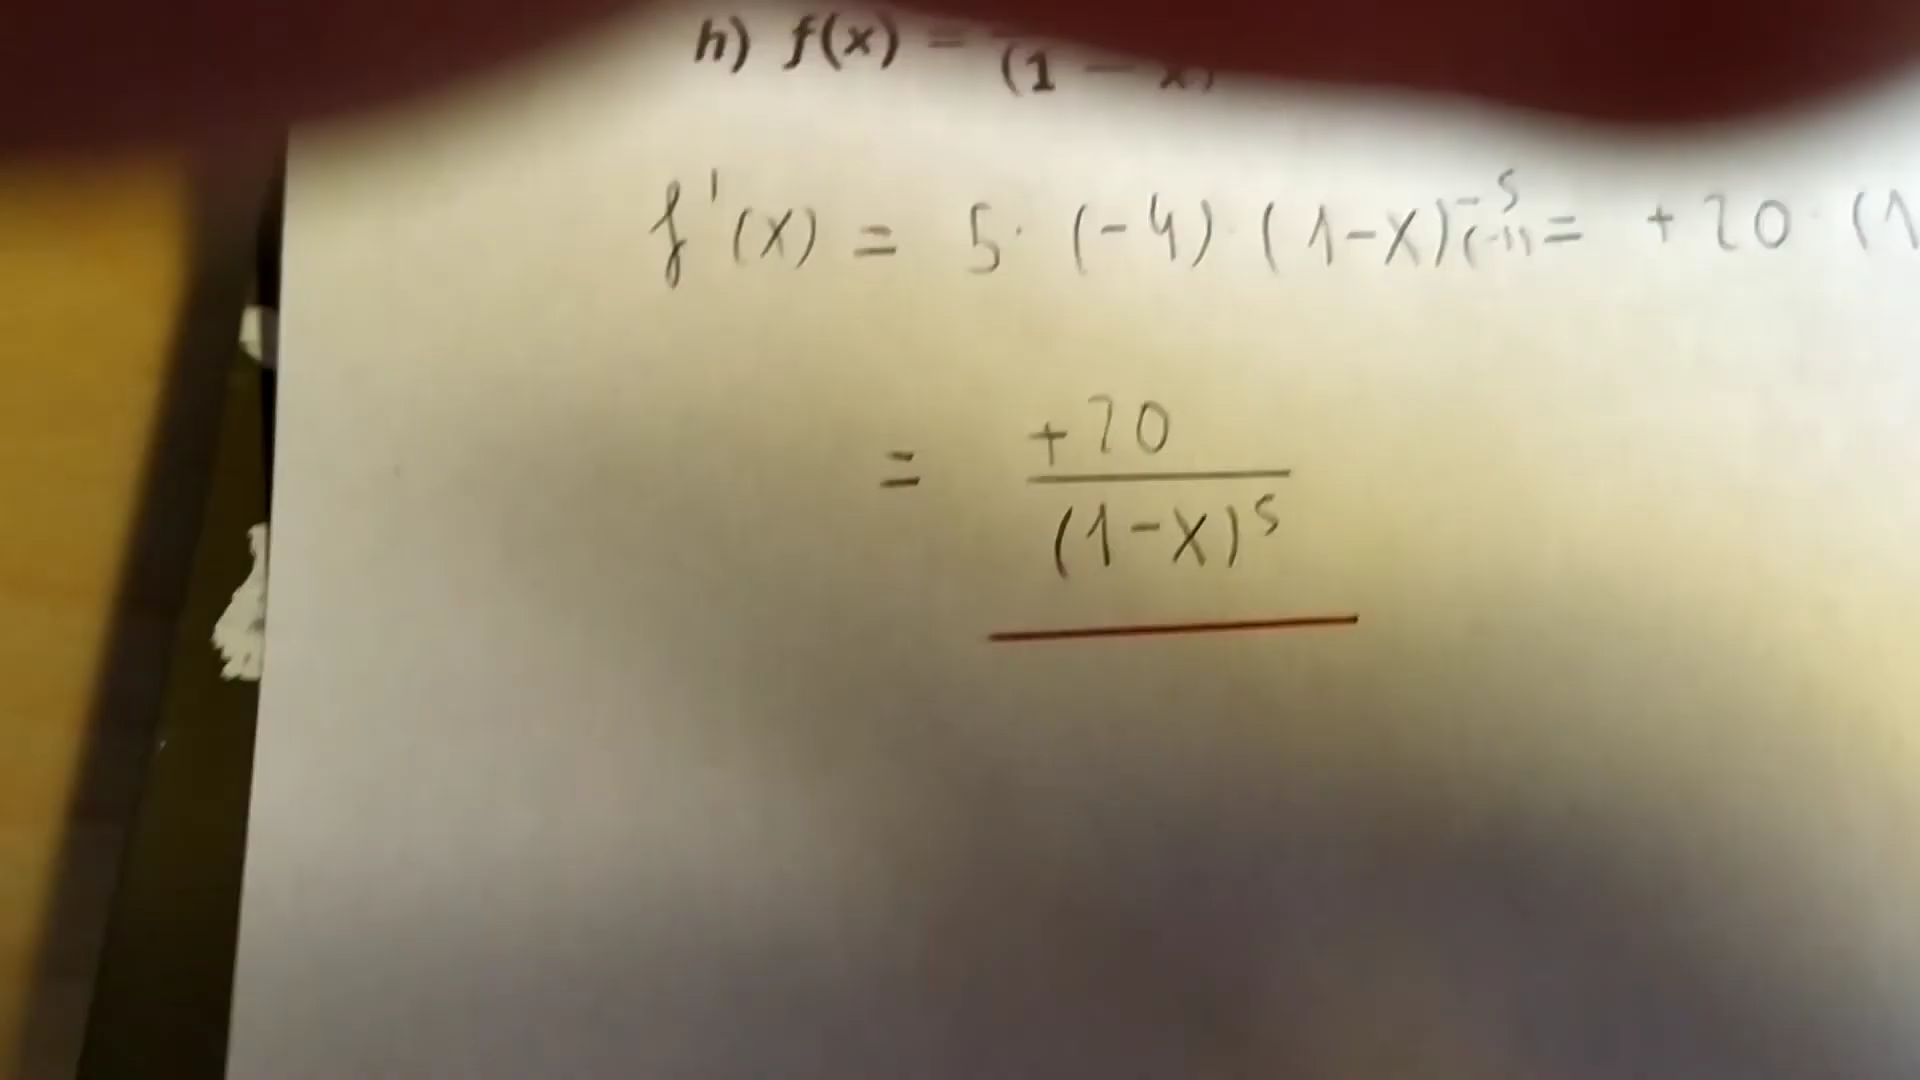 h) f(x) = (1 - x)
f'(x) = 5·(-4)·(1-x)⁻⁵·(-1) = +20·(1
= +20
(1-x)⁵